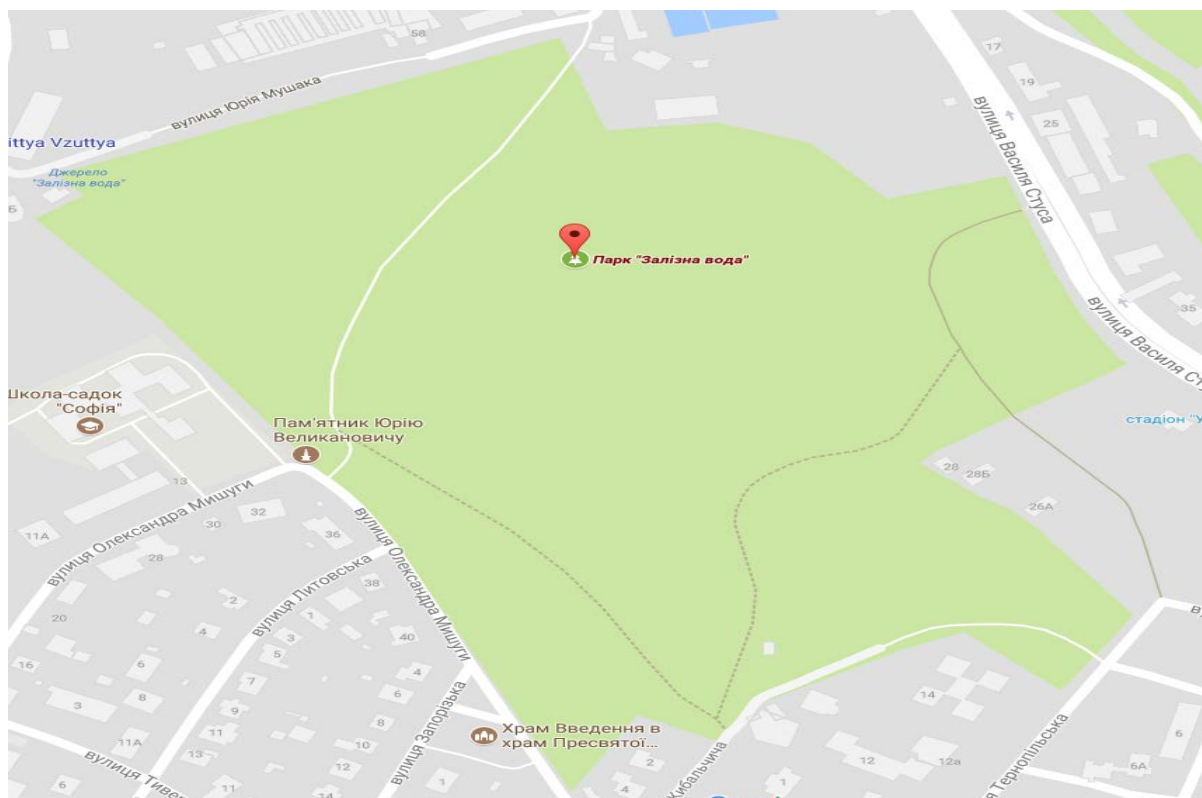 58
17
19
вулиця Юрія Мушака
25
вулиця Василя Стуса
ittya Vzuttya
Джерело
"Залізна вода"
Б
Парк "Залізна вода"
35
вулиця Василя Ст
Школа-садок
"Софія"
стадіон "У
Пам'ятник Юрію
Великановичу
13
28
28Б
26А
11А
вулиця Олександра Мишуги
30
32
36
28
вулиця Олександра Мишуги
вулиця Литовська
38
2
1
20
4
3
40
16
6
5
4
7
6
3
8
9
14
11
8
11А
13
10
вулиця Запорізька
Храм Введення в
храм Пресвятої...
вулиця Тивер
12
11
14
1
2
Кибальчича
1
12
12а
я Тернопільська
6
6А